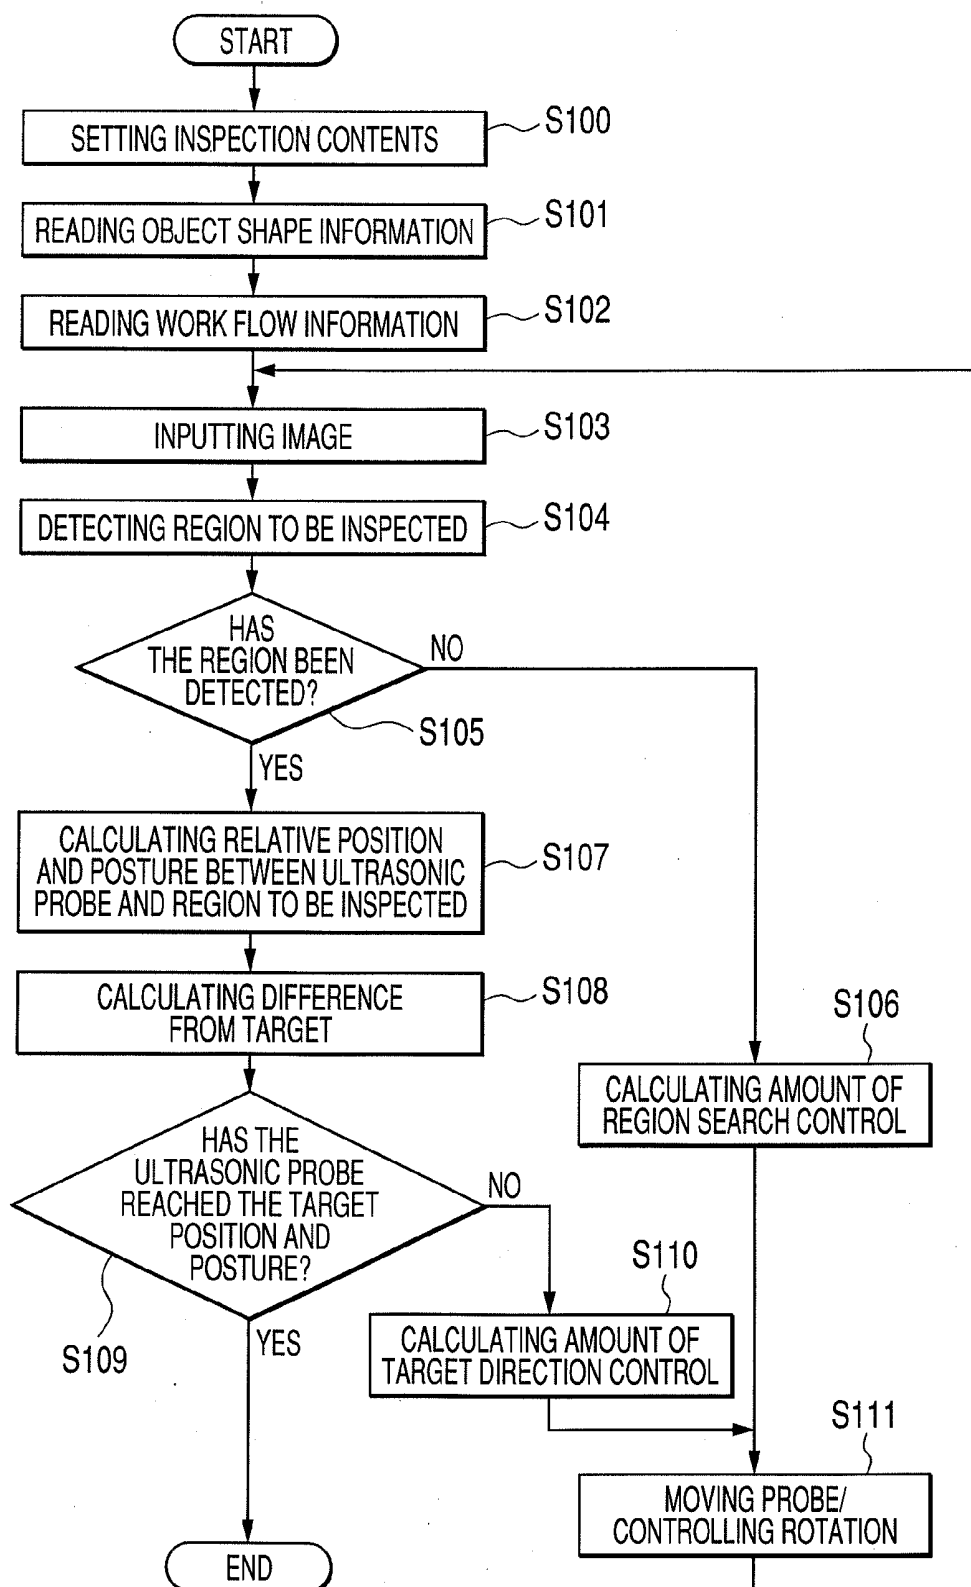 START
SETTING INSPECTION CONTENTS
S100
READING OBJECT SHAPE INFORMATION
S101
READING WORK FLOW INFORMATION
S102
INPUTTING IMAGE
S103
DETECTING REGION TO BE INSPECTED
S104
HAS
THE REGION BEEN
DETECTED?
NO
S105
YES
CALCULATING RELATIVE POSITION
AND POSTURE BETWEEN ULTRASONIC
PROBE AND REGION TO BE INSPECTED
S107
CALCULATING DIFFERENCE
FROM TARGET
S108
S106
CALCULATING AMOUNT OF
REGION SEARCH CONTROL
HAS THE
ULTRASONIC PROBE
REACHED THE TARGET
POSITION AND
POSTURE?
NO
S109
YES
S110
CALCULATING AMOUNT OF
TARGET DIRECTION CONTROL
S111
MOVING PROBE/
CONTROLLING ROTATION
END